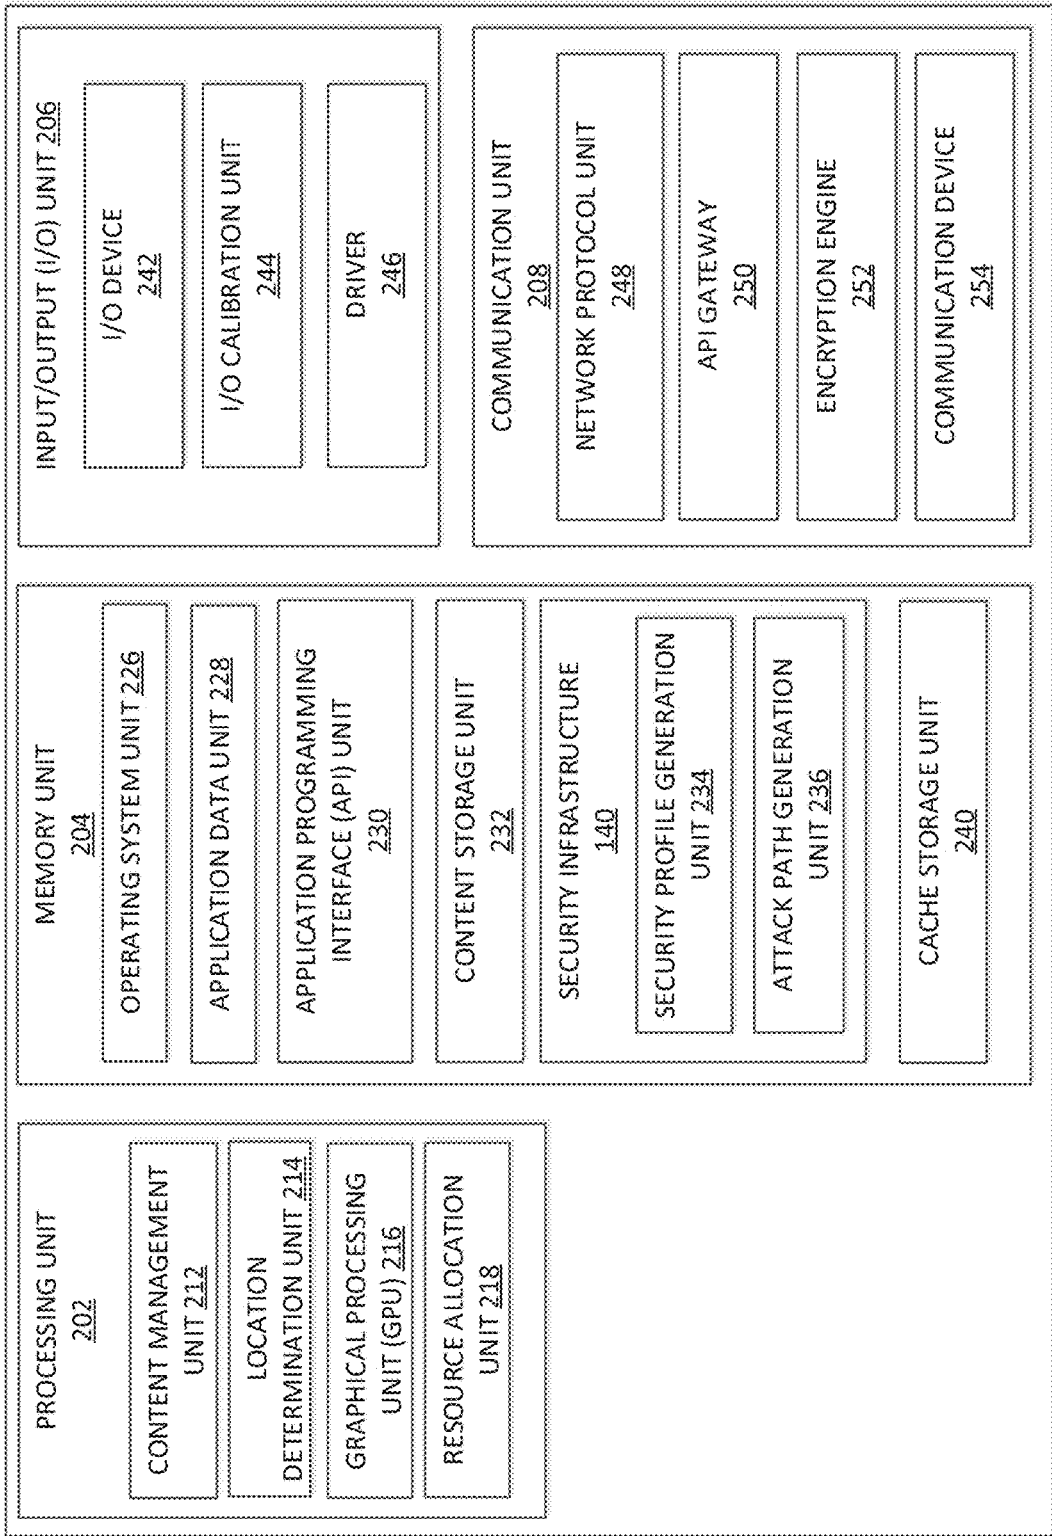 PROCESSING UNIT
202
CONTENT MANAGEMENT
UNIT 212
LOCATION
DETERMINATION UNIT 214
GRAPHICAL PROCESSING
UNIT (GPU) 216
RESOURCE ALLOCATION
UNIT 218
MEMORY UNIT
204
OPERATING SYSTEM UNIT 226
APPLICATION DATA UNIT 228
APPLICATION PROGRAMMING
INTERFACE (API) UNIT
230
CONTENT STORAGE UNIT
232
SECURITY INFRASTRUCTURE
140
SECURITY PROFILE GENERATION
UNIT 234
ATTACK PATH GENERATION
UNIT 236
CACHE STORAGE UNIT
240
INPUT/OUTPUT (I/O) UNIT 206
I/O DEVICE
242
I/O CALIBRATION UNIT
244
DRIVER
246
COMMUNICATION UNIT
208
NETWORK PROTOCOL UNIT
248
API GATEWAY
250
ENCRYPTION ENGINE
252
COMMUNICATION DEVICE
254